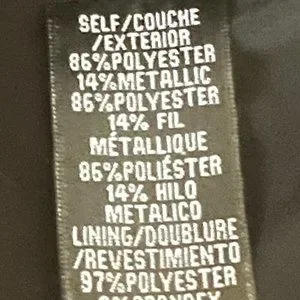 SELF/COUCHE
/EXTERIOR
86%POLYESTER
14%METALLIC
86%POLYESTER
14% FIL
MÉTALLIQUE
86%POLIÉSTER
14% HILO
METALICO
LINING/DOUBLURE
/REVESTIMIENTO
97%POLYESTER